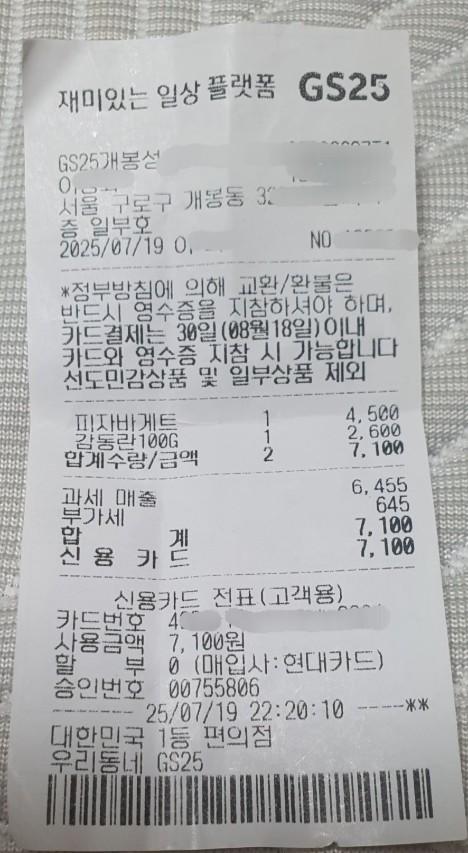 재미있는 일상 플랫폼 GS25
GS25개봉성
서울 구로구 개봉동
층 일부호
2025/07/19 NO
*정부방침에 의해 교환/환불은
반드시 영수증을 지참하셔야 하며,
카드결제는 30일(08월18일)이내
카드와 영수증 지참 시 가능합니다
선도민감상품 및 일부상품 제외
피자바게트 1 4,500
감동란100G 1 2,600
합계수량/금액 2 7,100
과세 매출 6,455
부가세 645
합 계 7,100
신 용 카 드 7,100
신용카드 전표(고객용)
카드번호
사용금액 7,100원
할 부 0 (매입사:현대카드)
승인번호 00755806
------ 25/07/19 22:20:10 -----**
대한민국 1등 편의점
우리동네 GS25